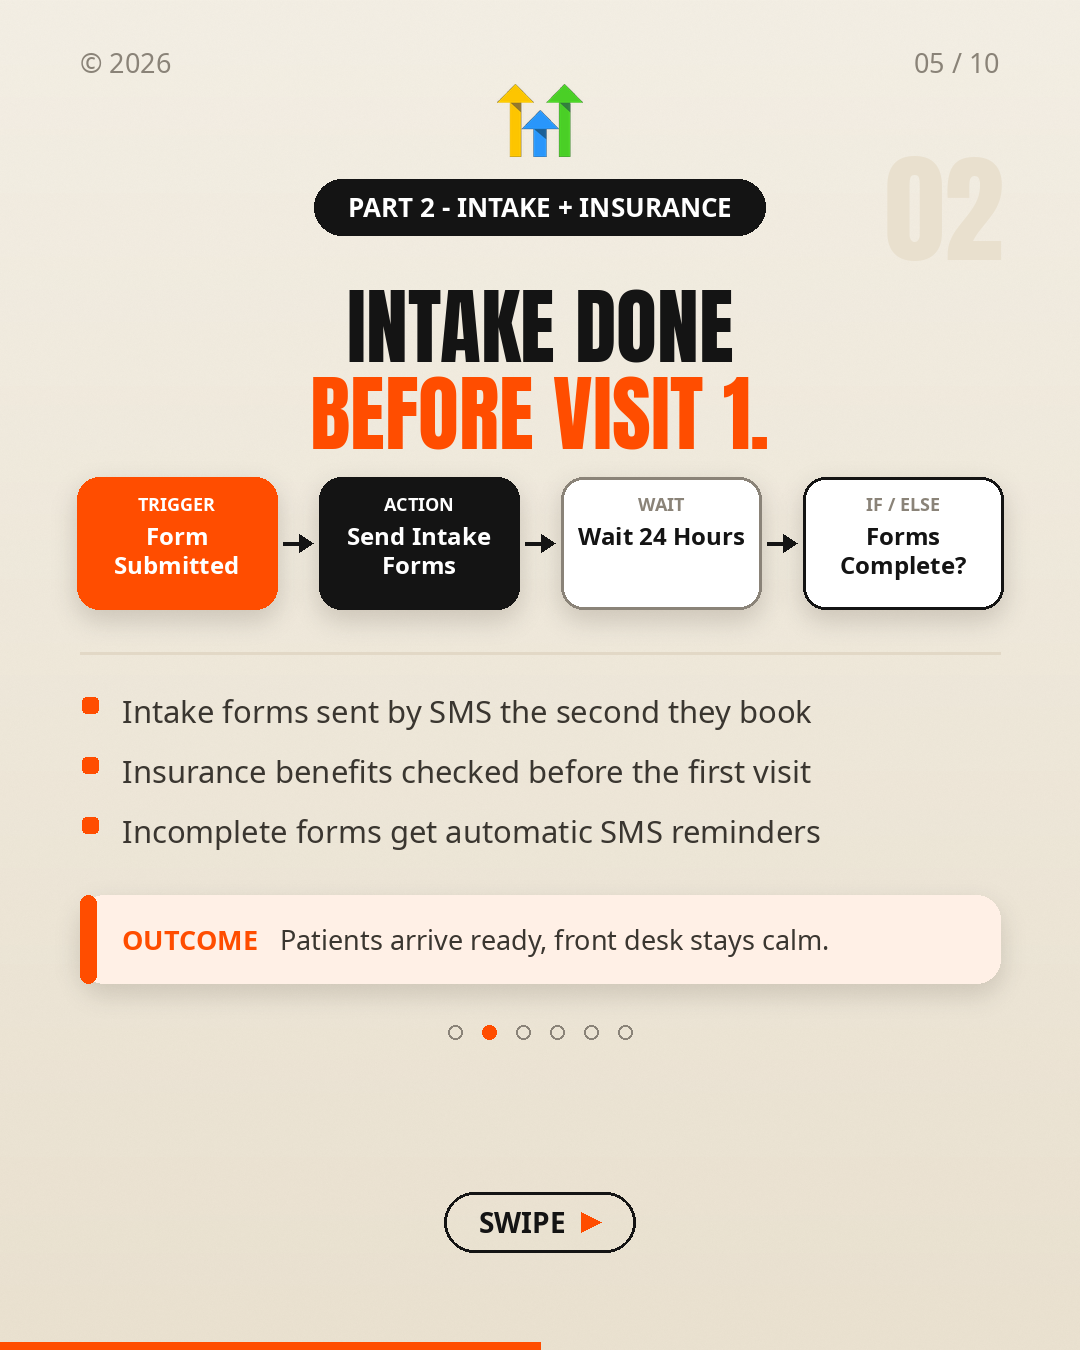 © 2026
05 / 10
PART 2 - INTAKE + INSURANCE
02
INTAKE DONE
BEFORE VISIT 1.
TRIGGER
Form
Submitted
ACTION
Send Intake
Forms
WAIT
Wait 24 Hours
IF / ELSE
Forms
Complete?
Intake forms sent by SMS the second they book
Insurance benefits checked before the first visit
Incomplete forms get automatic SMS reminders
OUTCOME Patients arrive ready, front desk stays calm.
SWIPE